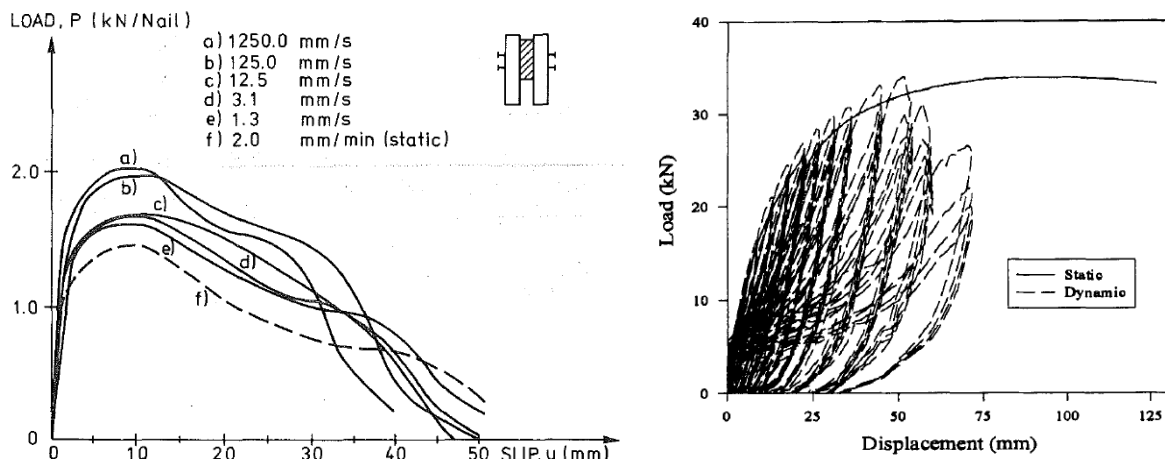 LOAD, P (kN/Nail)
a) 1250.0 mm/s
b) 125.0 mm/s
c) 12.5 mm/s
d) 3.1 mm/s
e) 1.3 mm/s
f) 2.0 mm/min (static)
2.0
1.0
0
a)
b)
c)
d)
e)
f)
0 10 20 30 40 50 SLIP, u (mm)
40
30
20
10
0
Load (kN)
Static
Dynamic
0 25 50 75 100 125
Displacement (mm)